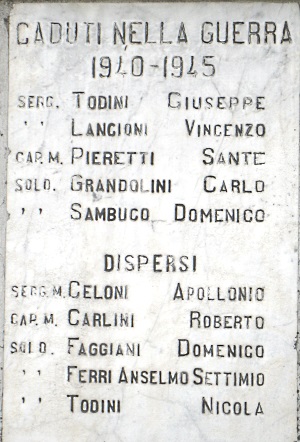 CADUTI NELLA GUERRA
1940-1945
SERG. TODINI GIUSEPPE
' ' LANCIONI VINCENZO
CAP. M. PIERETTI SANTE
SOLD. GRANDOLINI CARLO
' ' SAMBUCO DOMENICO
DISPERSI
SERG. M. CELONI APOLLONIO
CAP. M. CARLINI ROBERTO
SOLD. FAGGIANI DOMENICO
' ' FERRI ANSELMO SETTIMIO
' ' TODINI NICOLA